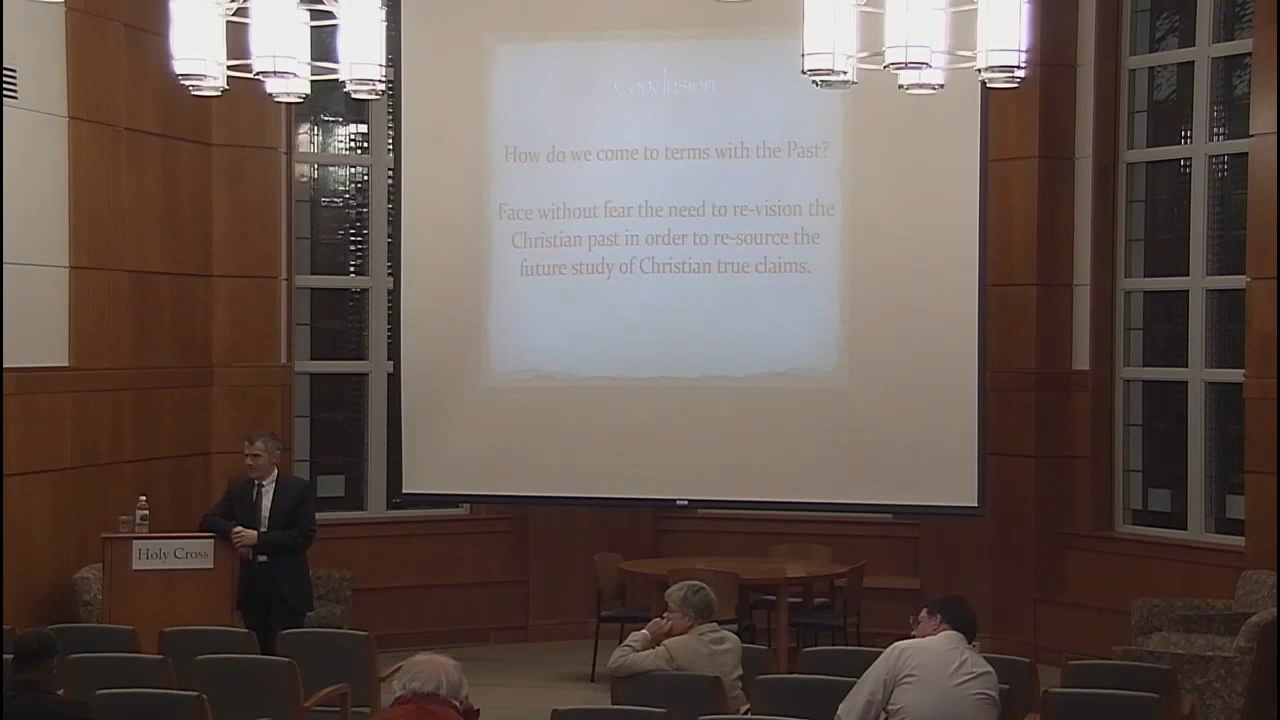 Conclusion
How do we come to terms with the Past?
Face without fear the need to re-vision the
Christian past in order to re-source the
future study of Christian true claims.
Holy Cross